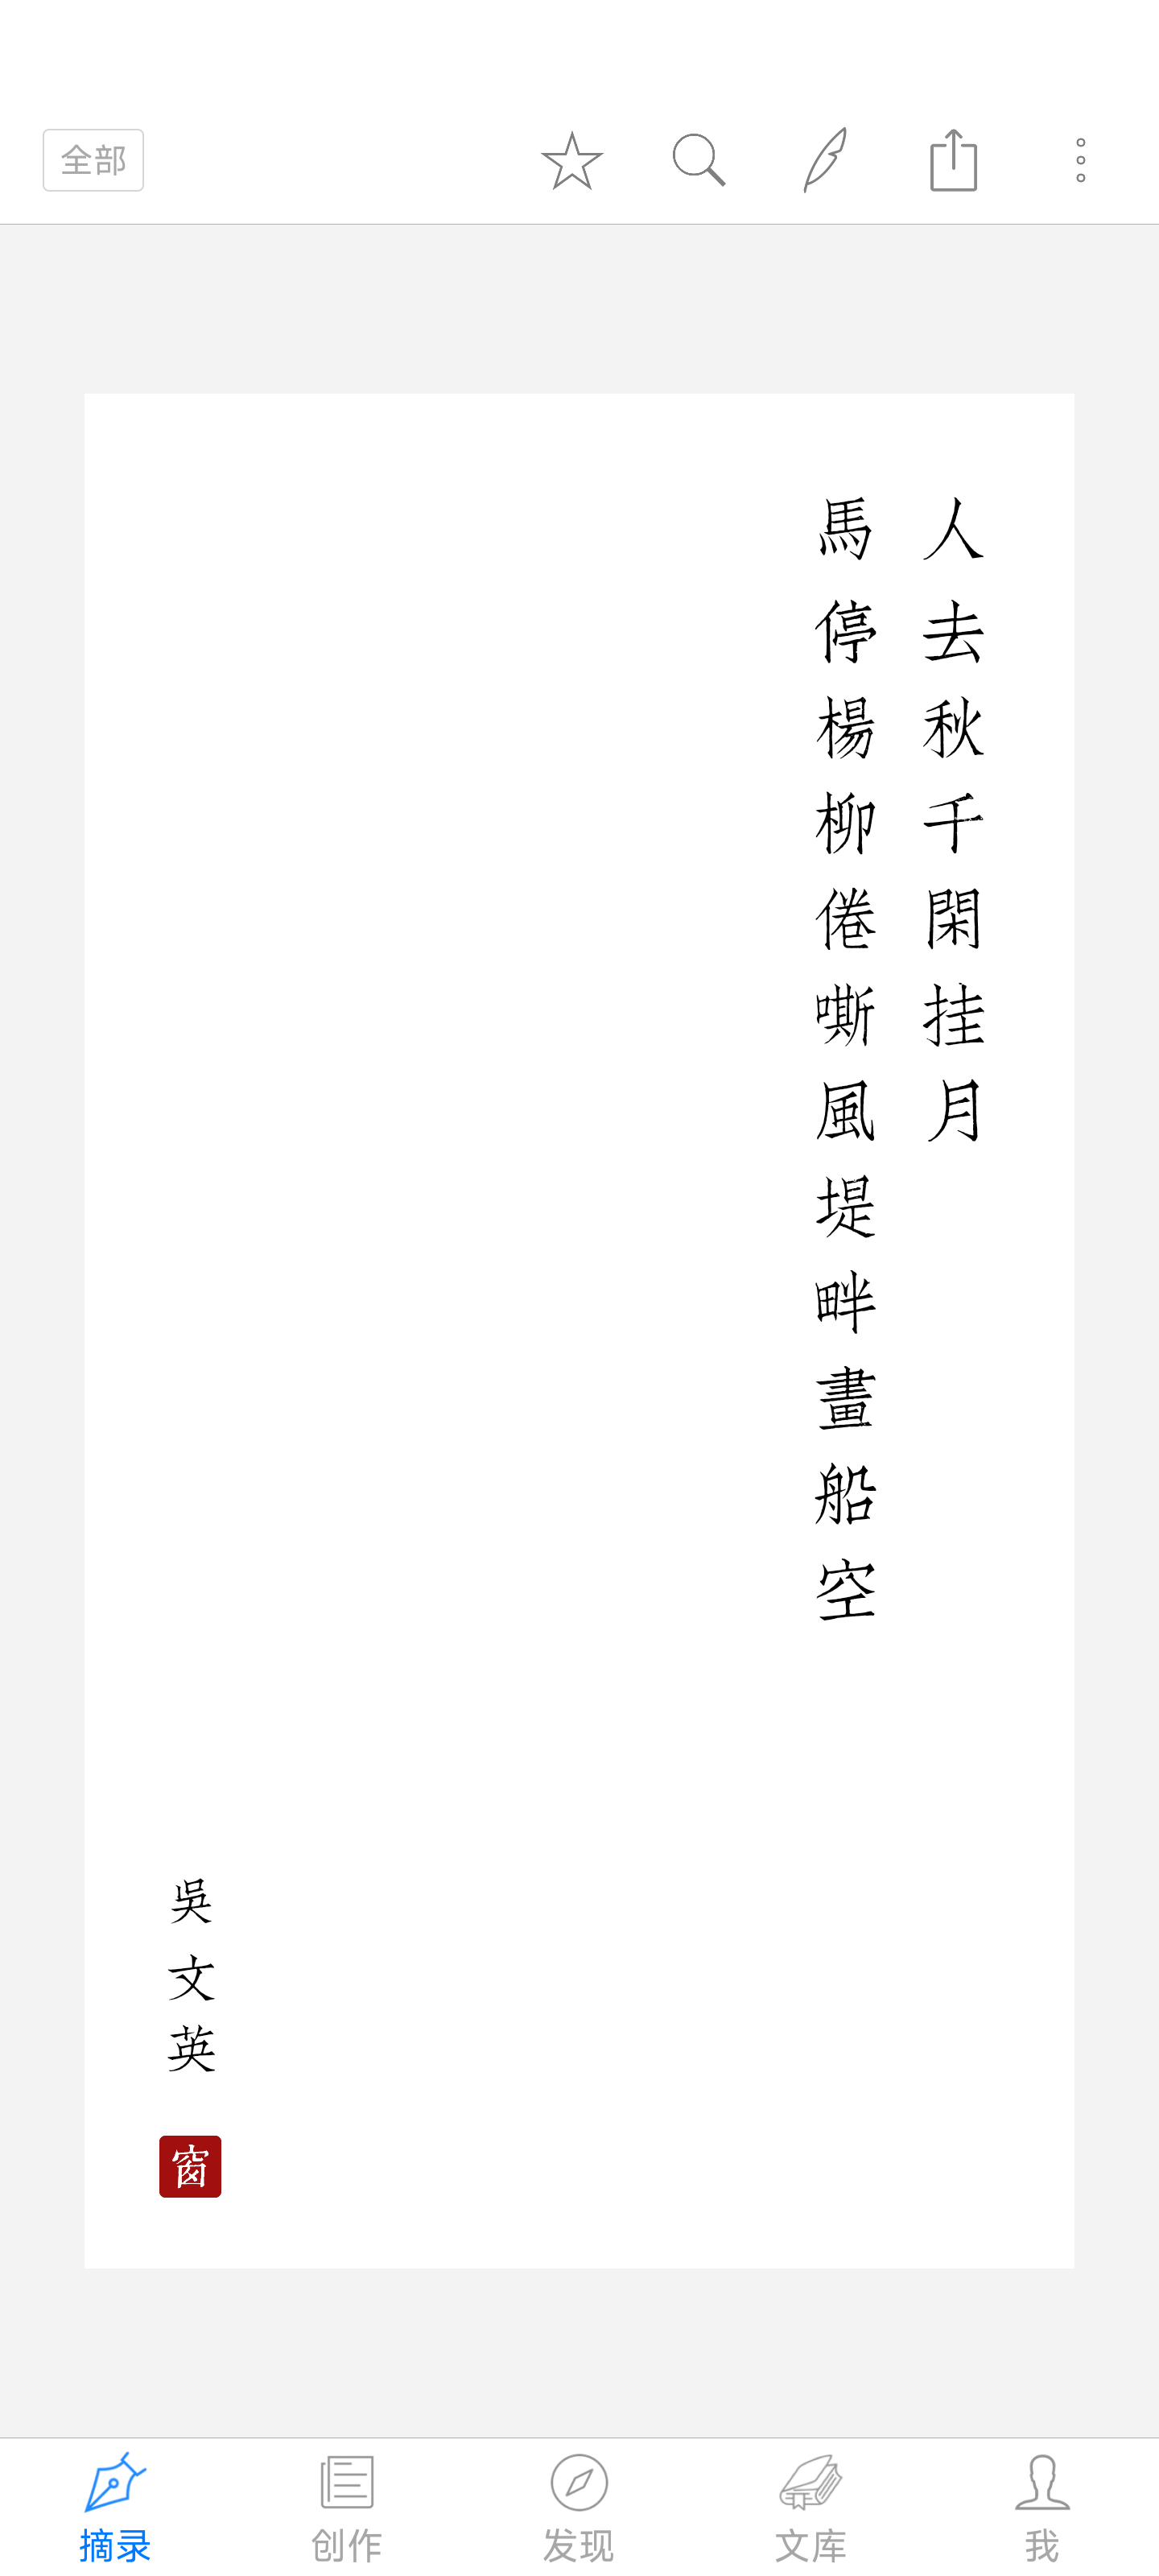 全部
人去秋千閑挂月
馬停楊柳倦嘶風堤畔畫船空
吳文英
窗
摘录
创作
发现
文库
我